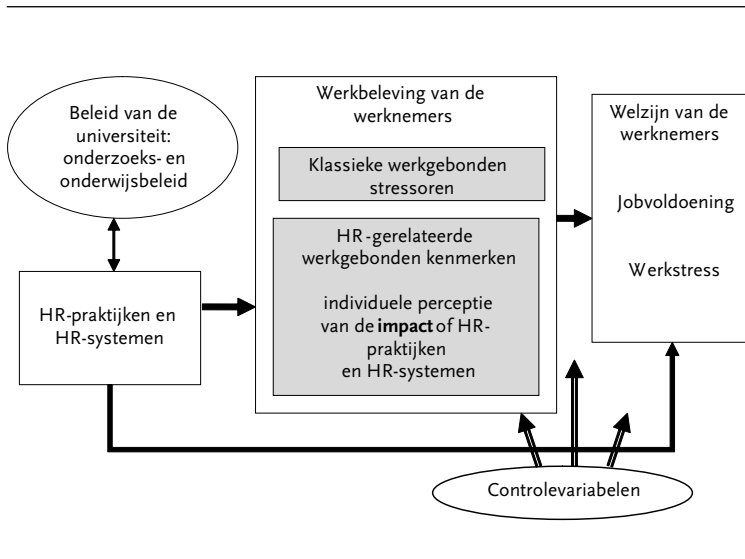 Beleid van de
universiteit:
onderzoeks- en
onderwijsbeleid
HR-praktijken en
HR-systemen
Werkbeleving van de
werknemers
Klassieke werkgebonden
stressoren
HR-gerelateerde
werkgebonden kenmerken
individuele perceptie
van de impact of HR-
praktijken
en HR-systemen
Welzijn van de
werknemers
Jobvoldoening
Werkstress
Controlevariabelen